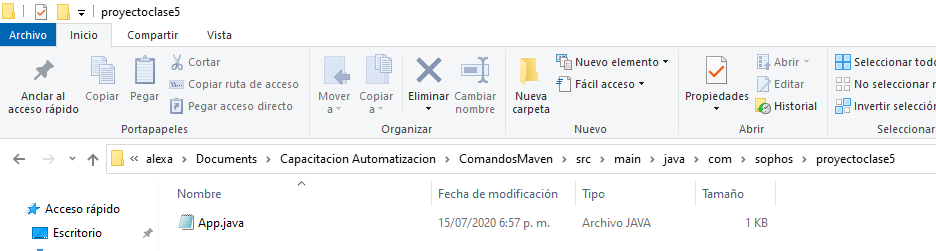 proyectoclase5
Archivo Inicio Compartir Vista
Anclar al acceso rápido
Copiar
Pegar
Cortar
Copiar ruta de acceso
Pegar acceso directo
Portapapeles
Mover a
Copiar a
Eliminar
Cambiar nombre
Organizar
Nueva carpeta
Nuevo elemento
Fácil acceso
Nuevo
Propiedades
Abrir
Editar
Historial
Abrir
Seleccionar todo
No seleccionar n
Invertir selecció
Seleccionar
« alexa > Documents > Capacitacion Automatizacion > ComandosMaven > src > main > java > com > sophos > proyectoclase5
Nombre Fecha de modificación Tipo Tamaño
Acceso rápido
App.java 15/07/2020 6:57 p. m. Archivo JAVA 1 KB
Escritorio